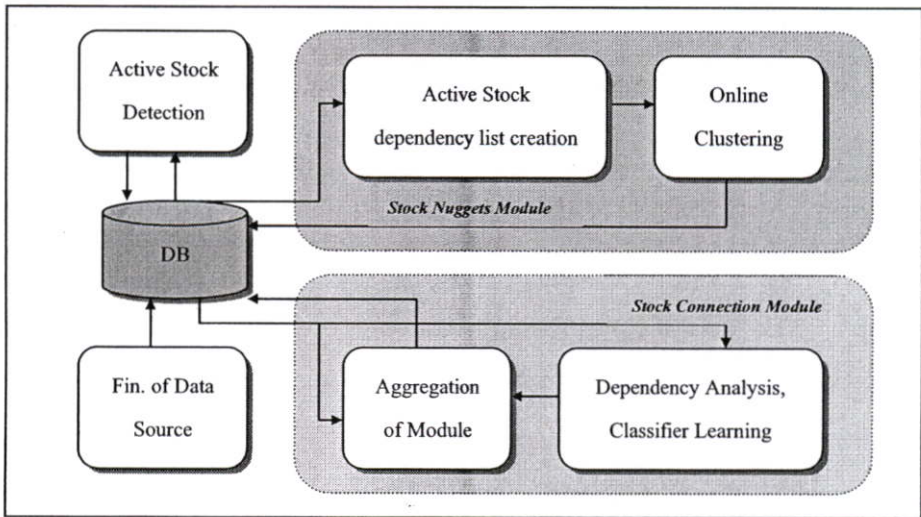 Active Stock
Detection
Active Stock
dependency list creation
Online
Clustering
Stock Nuggets Module
DB
Stock Connection Module
Fin. of Data
Source
Aggregation
of Module
Dependency Analysis,
Classifier Learning